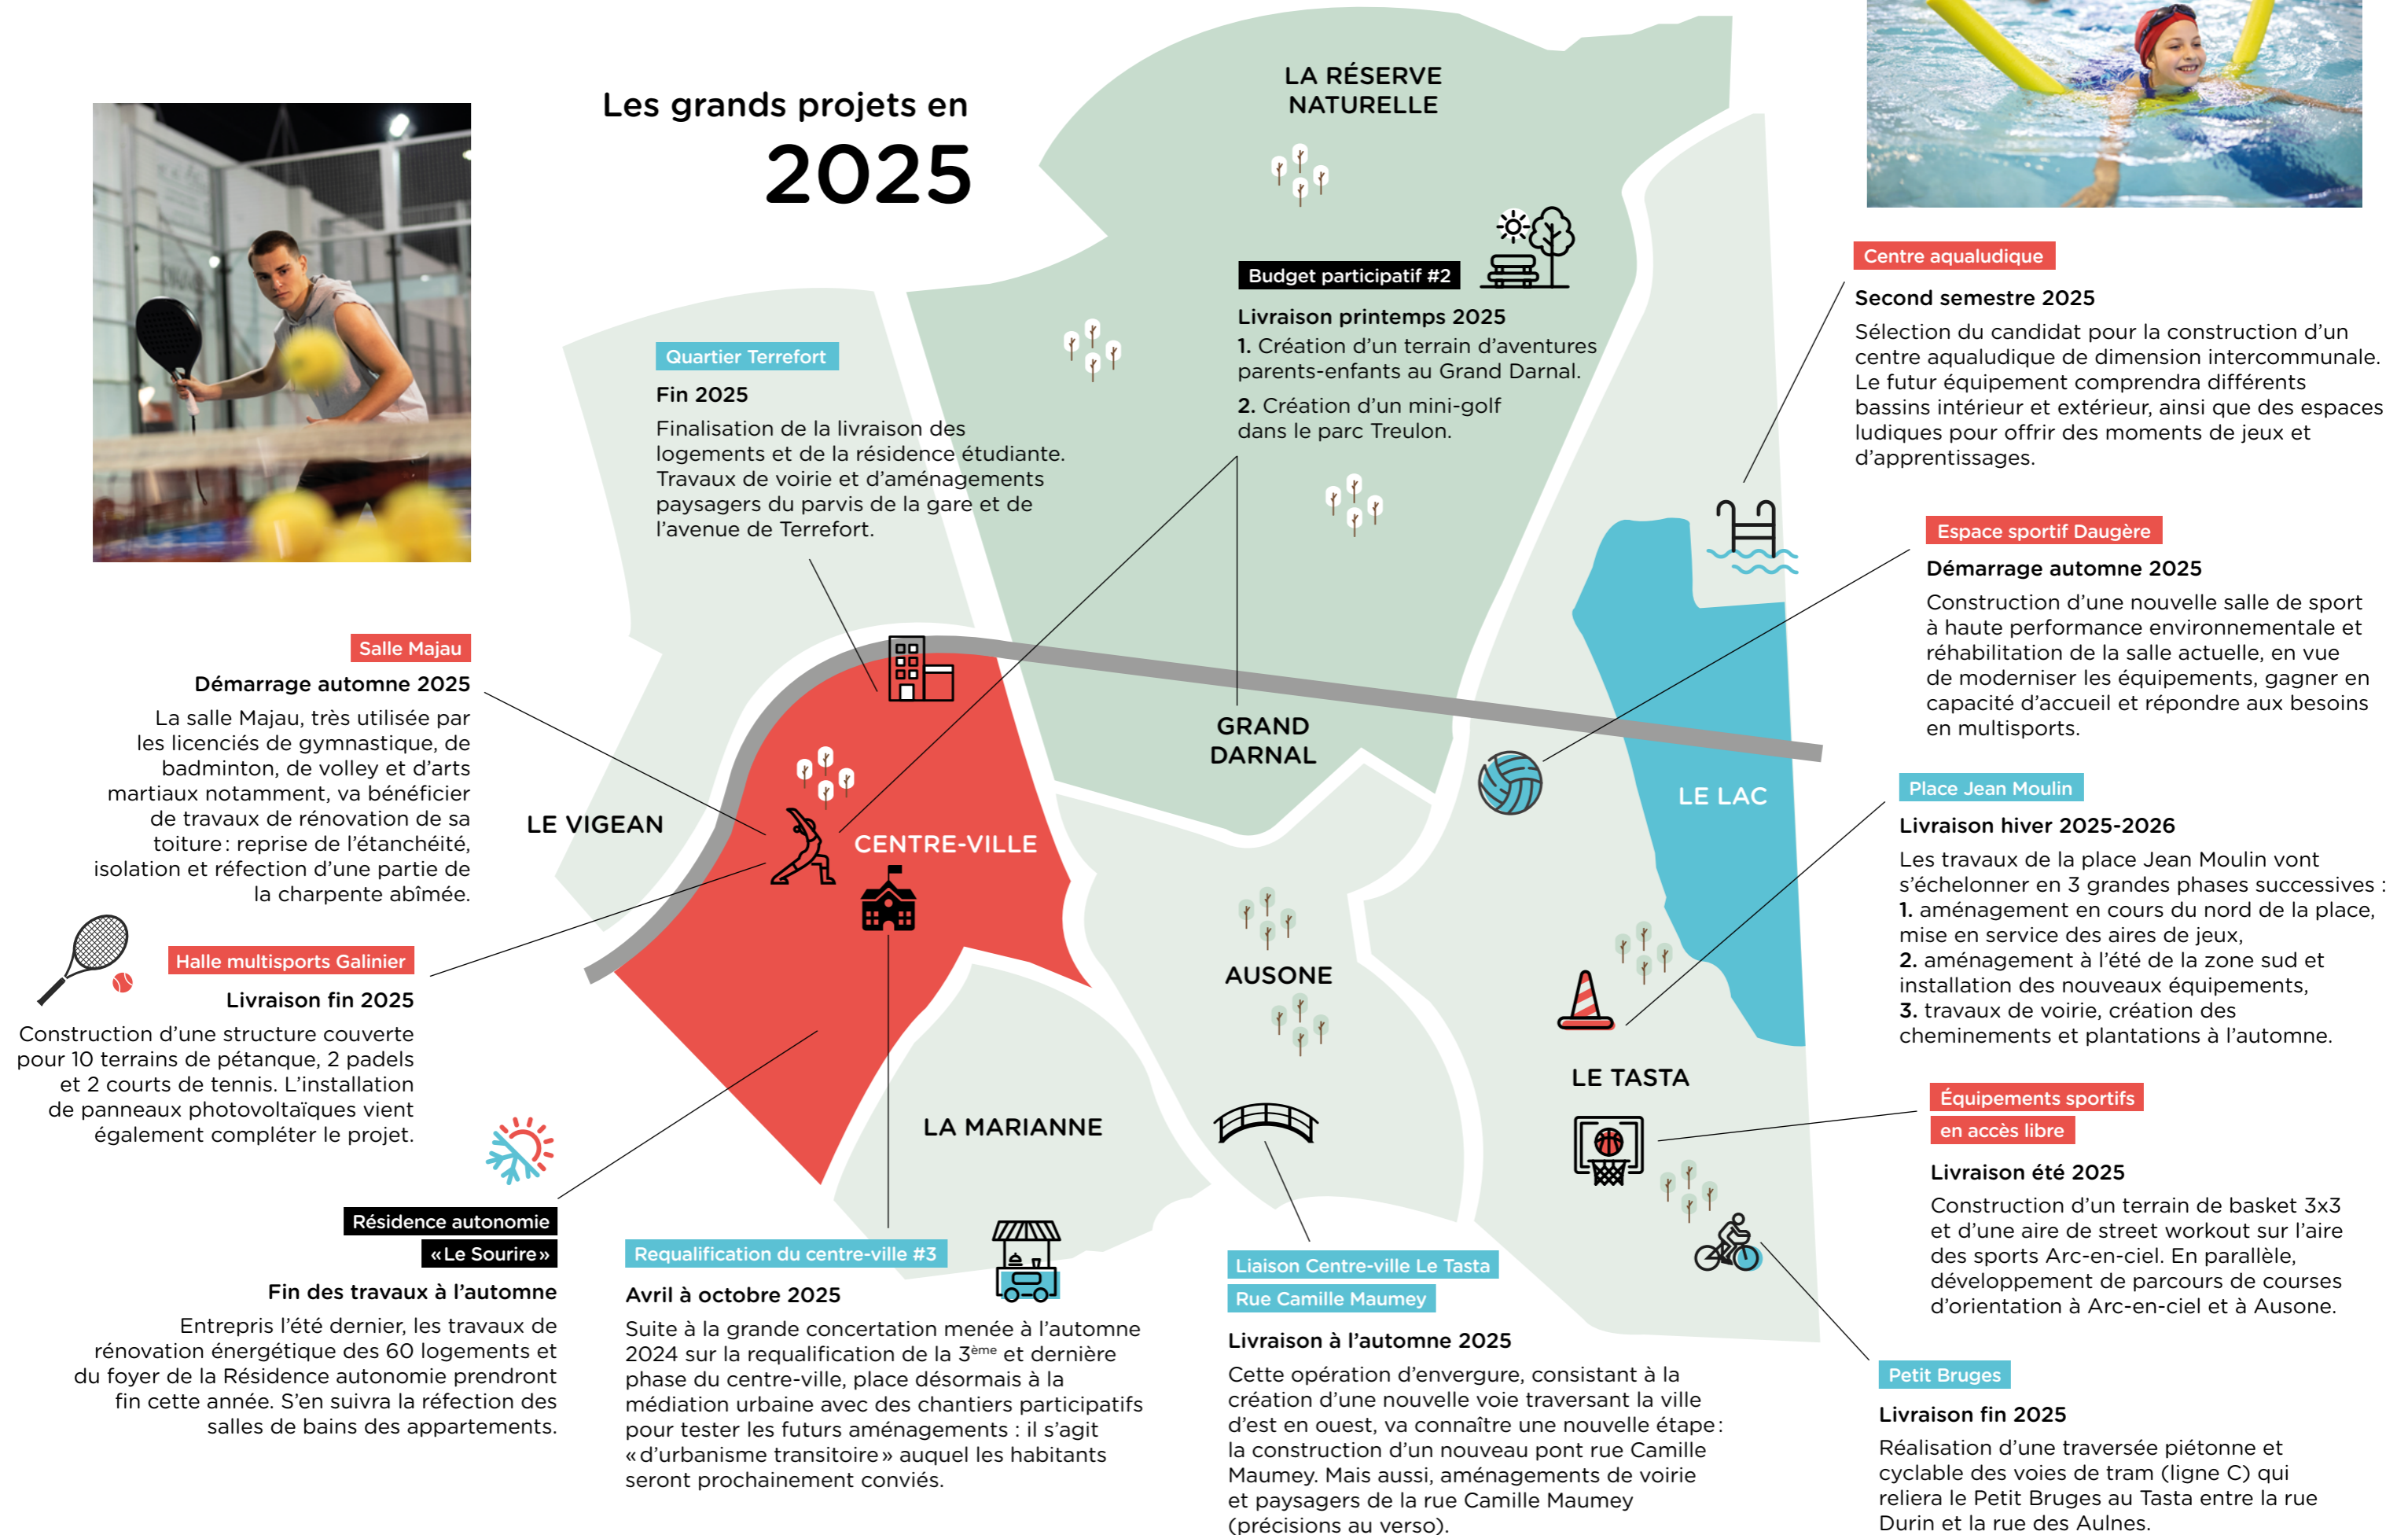 Les grands projets en
2025
LA RÉSERVE
NATURELLE
Budget participatif #2
Livraison printemps 2025
1. Création d’un terrain d’aventures
parents-enfants au Grand Darnal.
2. Création d’un mini-golf
dans le parc Treulon.
Quartier Terrefort
Fin 2025
Finalisation de la livraison des
logements et de la résidence étudiante.
Travaux de voirie et d’aménagements
paysagers du parvis de la gare et de
l’avenue de Terrefort.
Centre aqualudique
Second semestre 2025
Sélection du candidat pour la construction d’un
centre aqualudique de dimension intercommunale.
Le futur équipement comprendra différents
bassins intérieur et extérieur, ainsi que des espaces
ludiques pour offrir des moments de jeux et
d’apprentissages.
Espace sportif Daugère
Démarrage automne 2025
Construction d’une nouvelle salle de sport
à haute performance environnementale et
réhabilitation de la salle actuelle, en vue
de moderniser les équipements, gagner en
capacité d’accueil et répondre aux besoins
en multisports.
Salle Majau
Démarrage automne 2025
La salle Majau, très utilisée par
les licenciés de gymnastique, de
badminton, de volley et d’arts
martiaux notamment, va bénéficier
de travaux de rénovation de sa
toiture : reprise de l’étanchéité,
isolation et réfection d’une partie de
la charpente abîmée.
LE VIGEAN
CENTRE-VILLE
GRAND
DARNAL
LE LAC
AUSONE
LE TASTA
LA MARIANNE
Place Jean Moulin
Livraison hiver 2025-2026
Les travaux de la place Jean Moulin vont
s’échelonner en 3 grandes phases successives :
1. aménagement en cours du nord de la place,
mise en service des aires de jeux,
2. aménagement à l’été de la zone sud et
installation des nouveaux équipements,
3. travaux de voirie, création des
cheminements et plantations à l’automne.
Halle multisports Galinier
Livraison fin 2025
Construction d’une structure couverte
pour 10 terrains de pétanque, 2 padels
et 2 courts de tennis. L’installation
de panneaux photovoltaïques vient
également compléter le projet.
Équipements sportifs
en accès libre
Livraison été 2025
Construction d’un terrain de basket 3x3
et d’une aire de street workout sur l’aire
des sports Arc-en-ciel. En parallèle,
développement de parcours de courses
d’orientation à Arc-en-ciel et à Ausone.
Résidence autonomie
« Le Sourire »
Fin des travaux à l’automne
Entrepris l’été dernier, les travaux de
rénovation énergétique des 60 logements et
du foyer de la Résidence autonomie prendront
fin cette année. S’en suivra la réfection des
salles de bains des appartements.
Requalification du centre-ville #3
Avril à octobre 2025
Suite à la grande concertation menée à l’automne
2024 sur la requalification de la 3ème et dernière
phase du centre-ville, place désormais à la
médiation urbaine avec des chantiers participatifs
pour tester les futurs aménagements : il s’agit
« d’urbanisme transitoire » auquel les habitants
seront prochainement conviés.
Liaison Centre-ville Le Tasta
Rue Camille Maumey
Livraison à l’automne 2025
Cette opération d’envergure, consistant à la
création d’une nouvelle voie traversant la ville
d’est en ouest, va connaître une nouvelle étape :
la construction d’un nouveau pont rue Camille
Maumey. Mais aussi, aménagements de voirie
et paysagers de la rue Camille Maumey
(précisions au verso).
Petit Bruges
Livraison fin 2025
Réalisation d’une traversée piétonne et
cyclable des voies de tram (ligne C) qui
reliera le Petit Bruges au Tasta entre la rue
Durin et la rue des Aulnes.